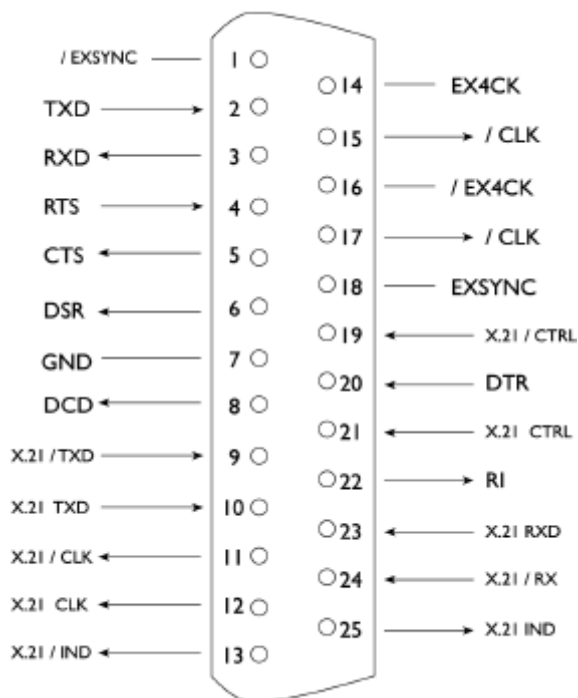 / EXSYNC 1
TXD 2
RXD 3
RTS 4
CTS 5
DSR 6
GND 7
DCD 8
X.21 / TXD 9
X.21 TXD 10
X.21 / CLK 11
X.21 CLK 12
X.21 / IND 13
14 EX4CK
15 / CLK
16 / EX4CK
17 / CLK
18 EXSYNC
19 X.21 / CTRL
20 DTR
21 X.21 CTRL
22 RI
23 X.21 RXD
24 X.21 / RX
25 X.21 IND